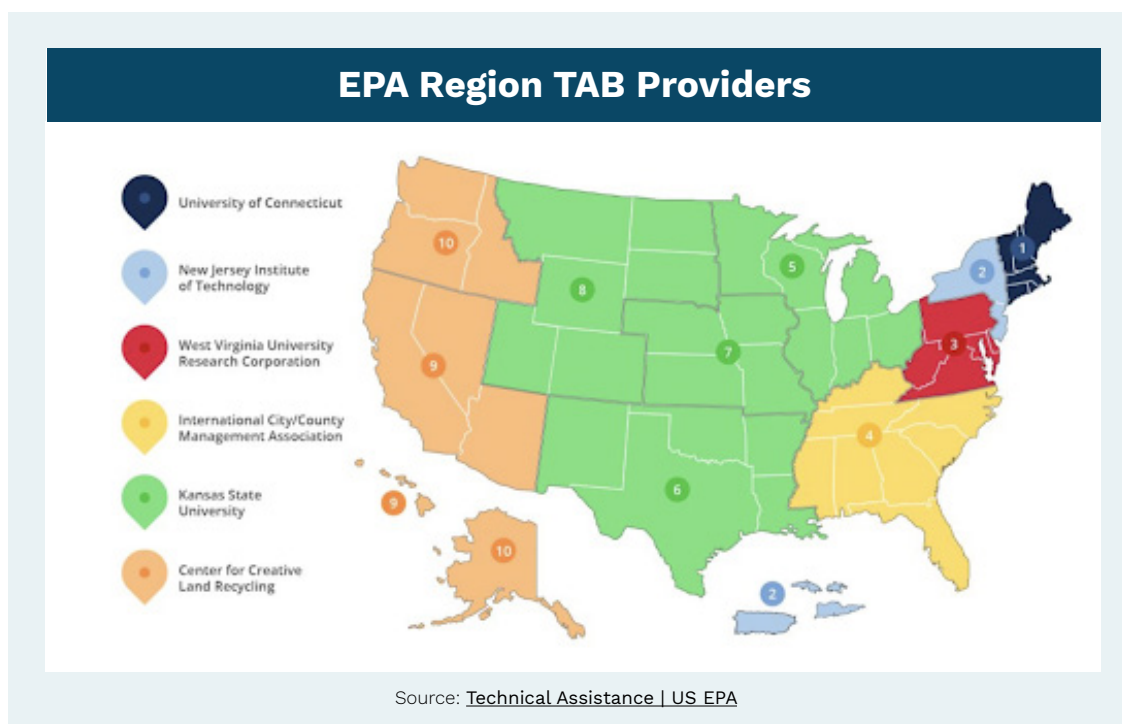 EPA Region TAB Providers
University of Connecticut
New Jersey Institute
of Technology
West Virginia University
Research Corporation
International City/County
Management Association
Kansas State
University
Center for Creative
Land Recycling
10
1
2
5
8
3
7
9
4
6
9
10
2
Source: Technical Assistance | US EPA